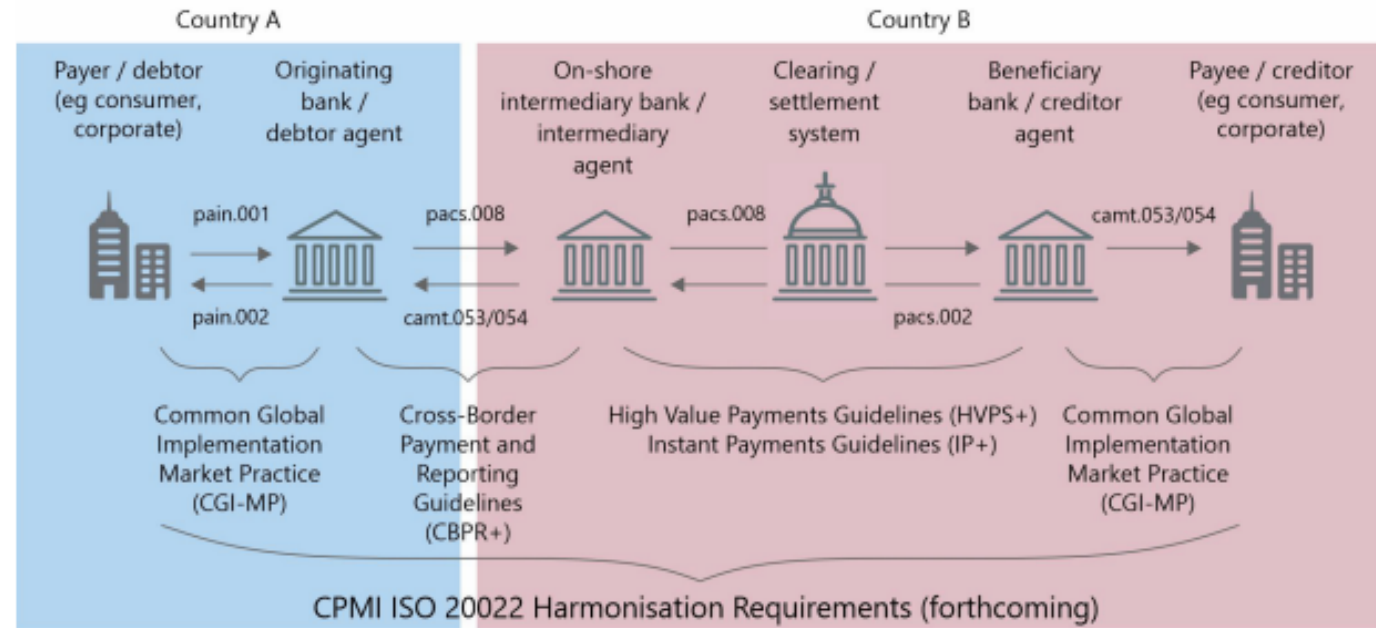 Country A
Country B
Payer / debtor
(eg consumer,
corporate)
Originating
bank /
debtor agent
On-shore
intermediary bank /
intermediary
agent
Clearing /
settlement
system
Beneficiary
bank / creditor
agent
Payee / creditor
(eg consumer,
corporate)
pain.001
pacs.008
pacs.008
camt.053/054
pain.002
camt.053/054
pacs.002
Common Global
Implementation
Market Practice
(CGI-MP)
Cross-Border
Payment and
Reporting
Guidelines
(CBPR+)
High Value Payments Guidelines (HVPS+)
Instant Payments Guidelines (IP+)
Common Global
Implementation
Market Practice
(CGI-MP)
CPMI ISO 20022 Harmonisation Requirements (forthcoming)